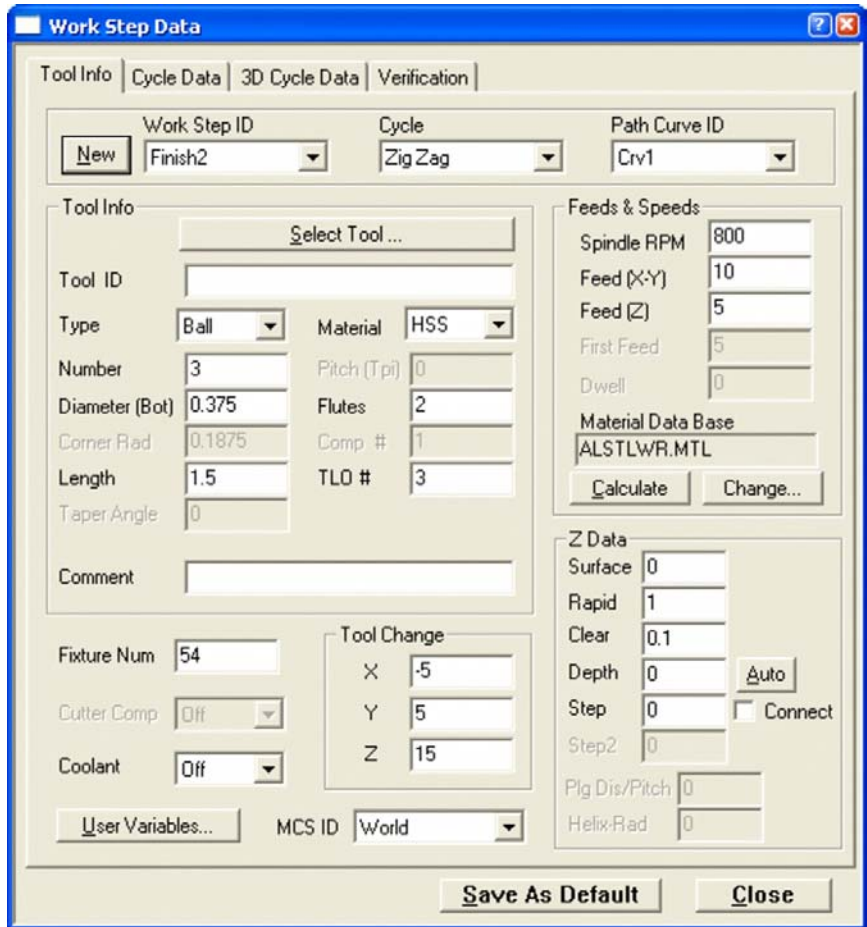 Work Step Data
Tool Info Cycle Data 3D Cycle Data Verification
Work Step ID Cycle Path Curve ID
New Finish2 Zig Zag Crv1
Tool Info
Select Tool ...
Tool ID
Type Ball Material HSS
Number 3 Pitch (Tpi) 0
Diameter (Bot) 0.375 Flutes 2
Corner Rad 0.1875 Comp # 1
Length 1.5 TLO # 3
Taper Angle 0
Comment
Feeds & Speeds
Spindle RPM 800
Feed (X-Y) 10
Feed (Z) 5
First Feed 5
Dwell 0
Material Data Base
ALSTLWR.MTL
Calculate Change...
Z Data
Surface 0
Rapid 1
Clear 0.1
Depth 0 Auto
Step 0 Connect
Step2 0
Plg Dis/Pitch 0
Helix-Rad 0
Fixture Num 54
Cutter Comp Off
Coolant Off
Tool Change
X -5
Y 5
Z 15
User Variables... MCS ID World
Save As Default Close